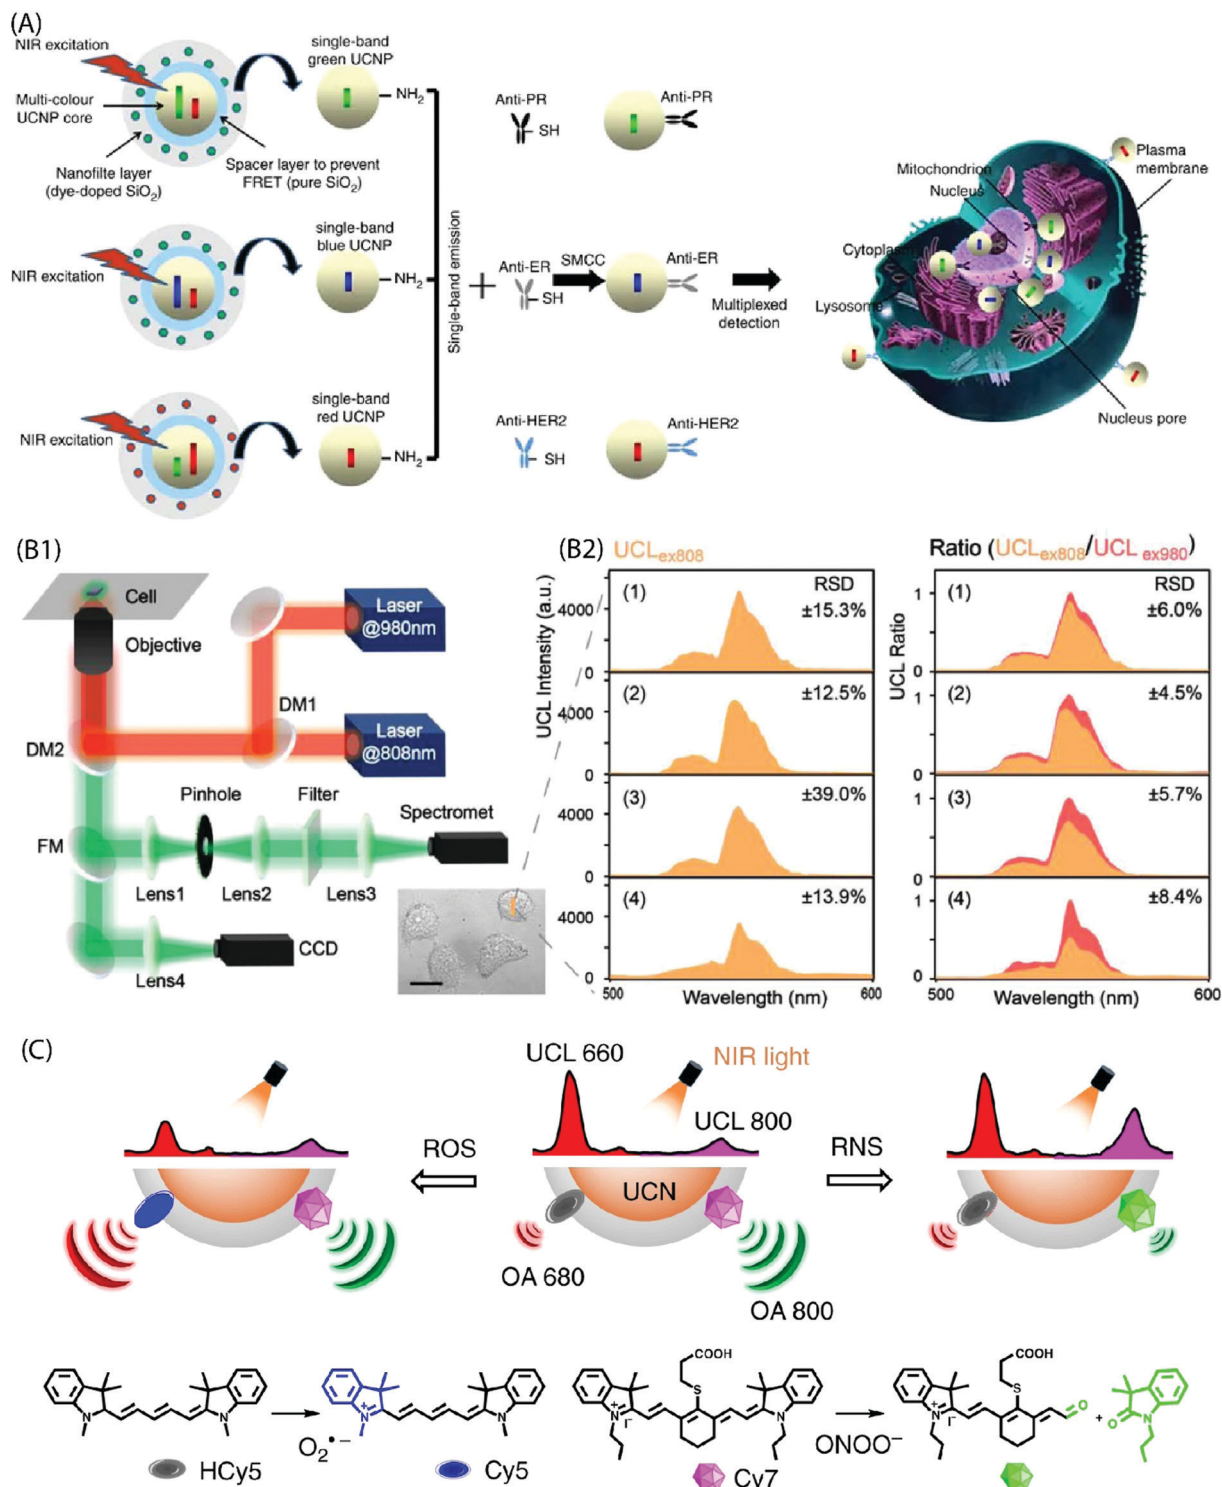 (A)
NIR excitation
Multi-colour
UCNP core
Nanofilte layer
(dye-doped SiO2)
Spacer layer to prevent
FRET (pure SiO2)
single-band
green UCNP
NH2
Anti-PR
SH
Anti-PR
NIR excitation
single-band
blue UCNP
NH2
Single-band emission
+
Anti-ER
SH
SMCC
Anti-ER
Multiplexed
detection
NIR excitation
single-band
red UCNP
NH2
Anti-HER2
SH
Anti-HER2
Mitochondrion
Nucleus
Cytoplasm
Lysosome
Plasma
membrane
Nucleus pore
(B1)
Cell
Objective
Laser
@980nm
DM1
Laser
@808nm
DM2
Pinhole
Filter
Spectromet
FM
Lens1
Lens2
Lens3
CCD
Lens4
(B2)
UCLex808
UCL Intensity (a.u.)
(1)
RSD
±15.3%
4000
0
(2)
±12.5%
4000
0
(3)
±39.0%
4000
0
(4)
±13.9%
4000
0
500
600
Wavelength (nm)
Ratio (UCLex808/UCL ex980)
UCL Ratio
(1)
RSD
±6.0%
1
0
(2)
±4.5%
1
0
(3)
±5.7%
1
0
(4)
±8.4%
1
0
500
600
Wavelength (nm)
(C)
UCL 660
NIR light
UCL 800
ROS
RNS
UCN
OA 680
OA 800
N
N
O2•−
N+
N
COOH
S
N+
I−
N
ONOO−
COOH
S
N+
I−
O
+
O
N
HCy5
Cy5
Cy7